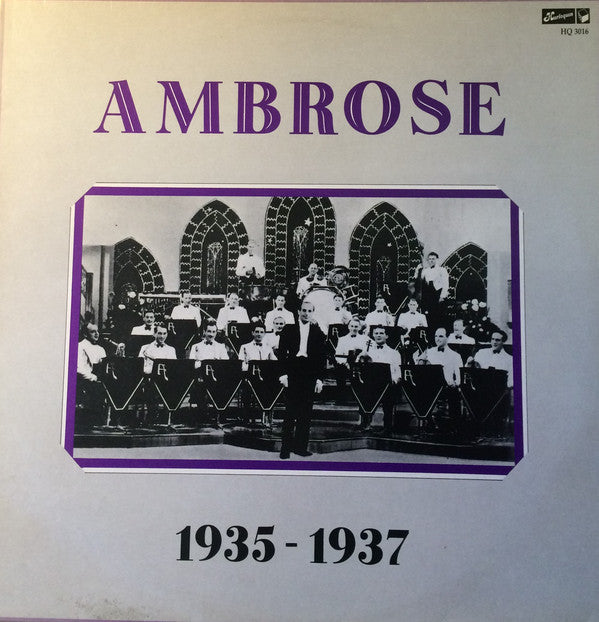 Harlequin
HQ 3016
AMBROSE
1935 - 1937